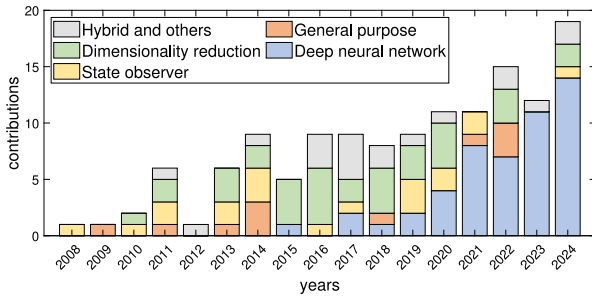 20
15
10
5
0
contributions
Hybrid and others
General purpose
Dimensionality reduction
Deep neural network
State observer
2008 2009 2010 2011 2012 2013 2014 2015 2016 2017 2018 2019 2020 2021 2022 2023 2024
years